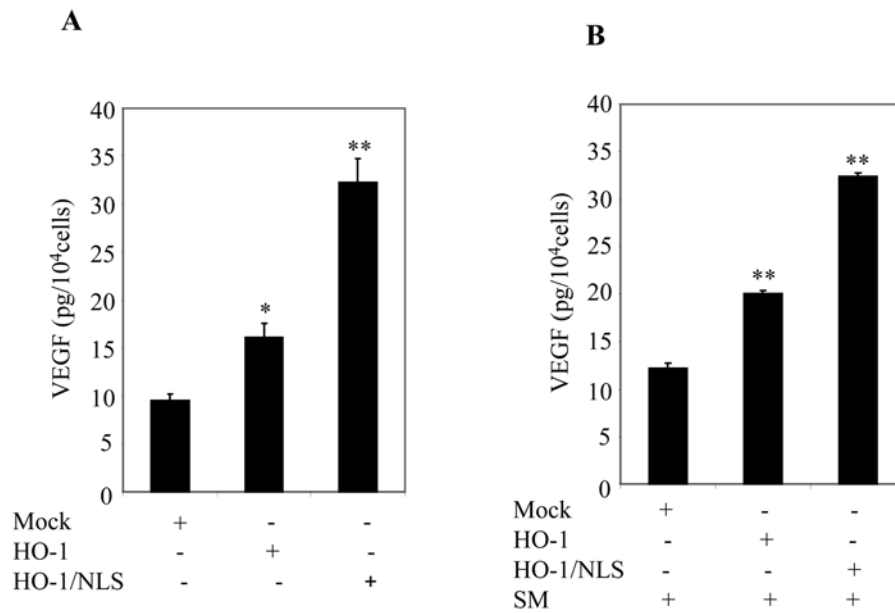 A
VEGF (pg/10⁴cells)
40
35
30
25
20
15
10
5
0
*
**
Mock + - -
HO-1 - + -
HO-1/NLS - - +
B
VEGF (pg/10⁴cells)
40
35
30
25
20
15
10
5
0
**
**
Mock + - -
HO-1 - + -
HO-1/NLS - - +
SM + + +